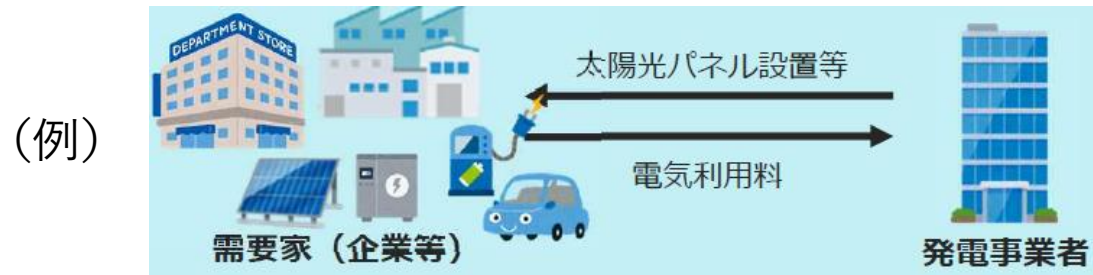 (例)
DEPARTMENT STORE
太陽光パネル設置等
電気利用料
需要家（企業等）
発電事業者